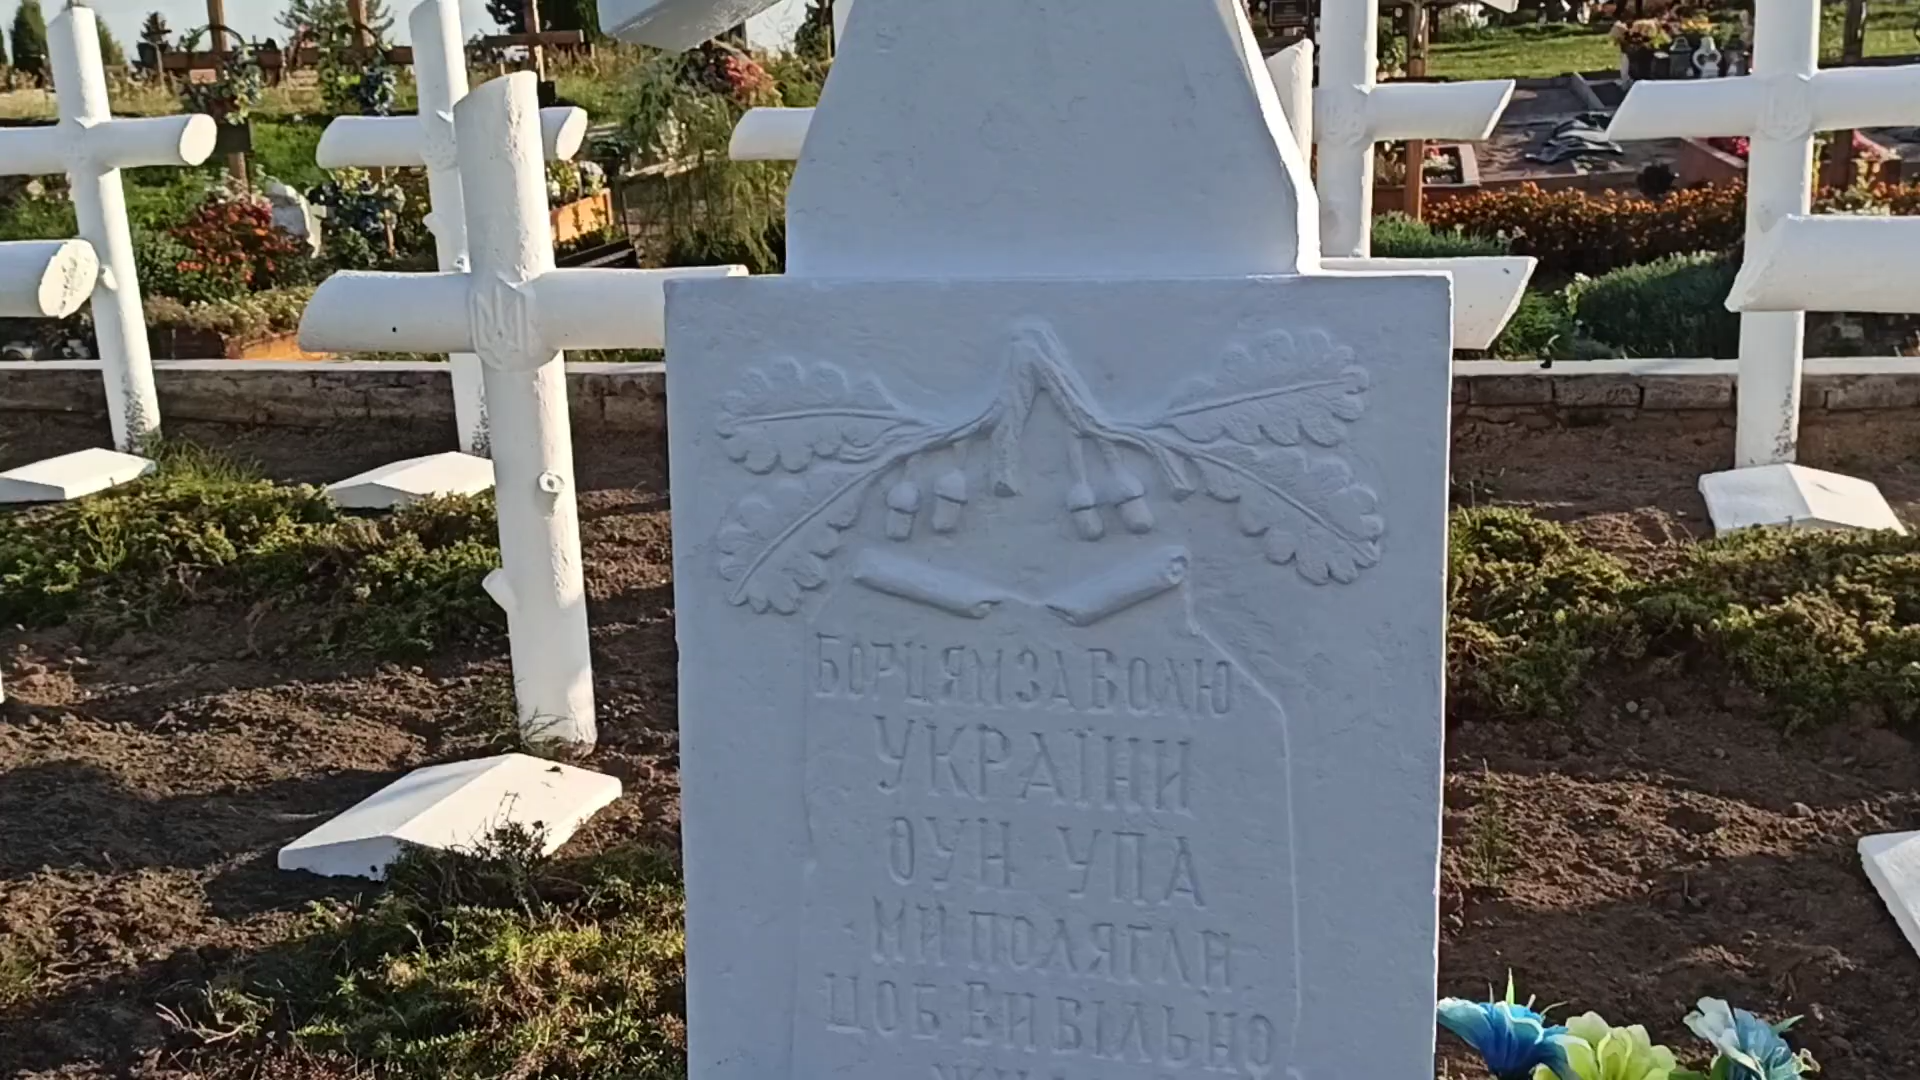 БОРЦЯМ ЗА ВОЛЮ
УКРАЇНИ
ОУН УПА
МИ ПОЛЯГЛИ
ЩОБ ВИ ВІЛЬНО